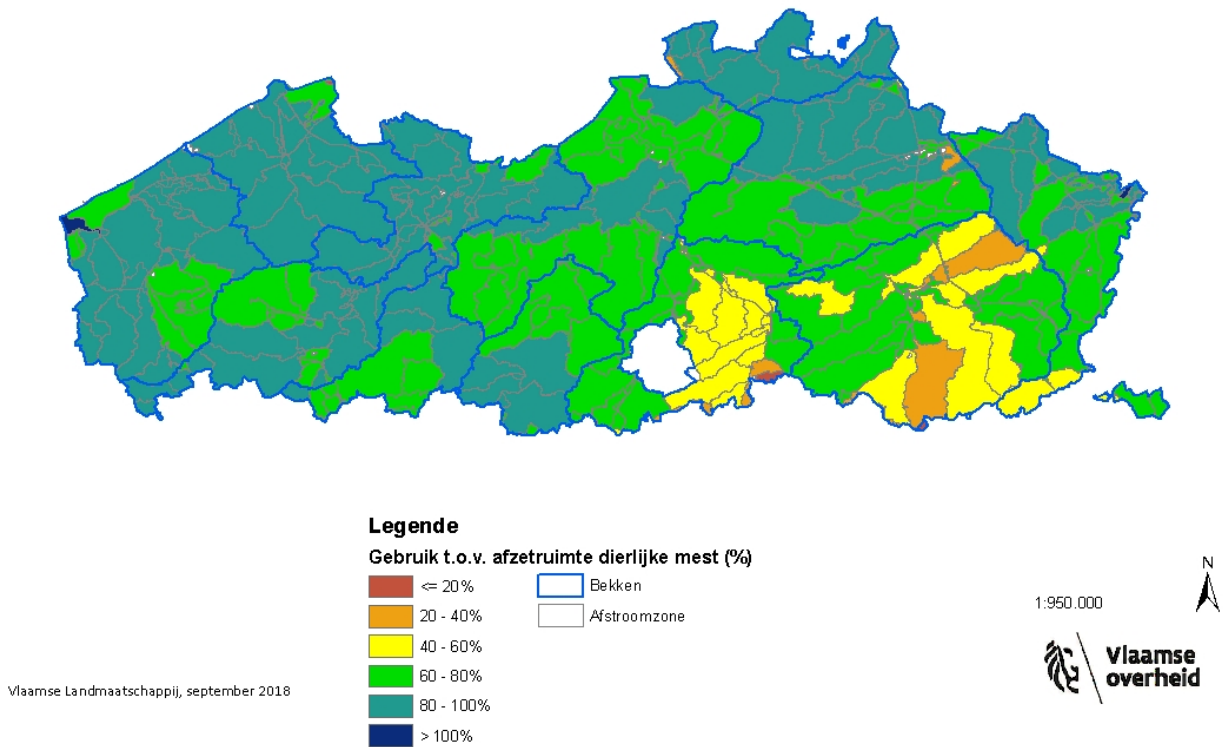 Legende
Gebruik t.o.v. afzetruimte dierlijke mest (%)
<= 20%
20 - 40%
40 - 60%
60 - 80%
80 - 100%
> 100%
Bekken
Afstroomzone
N
1:950.000
Vlaamse
overheid
Vlaamse Landmaatschappij, september 2018